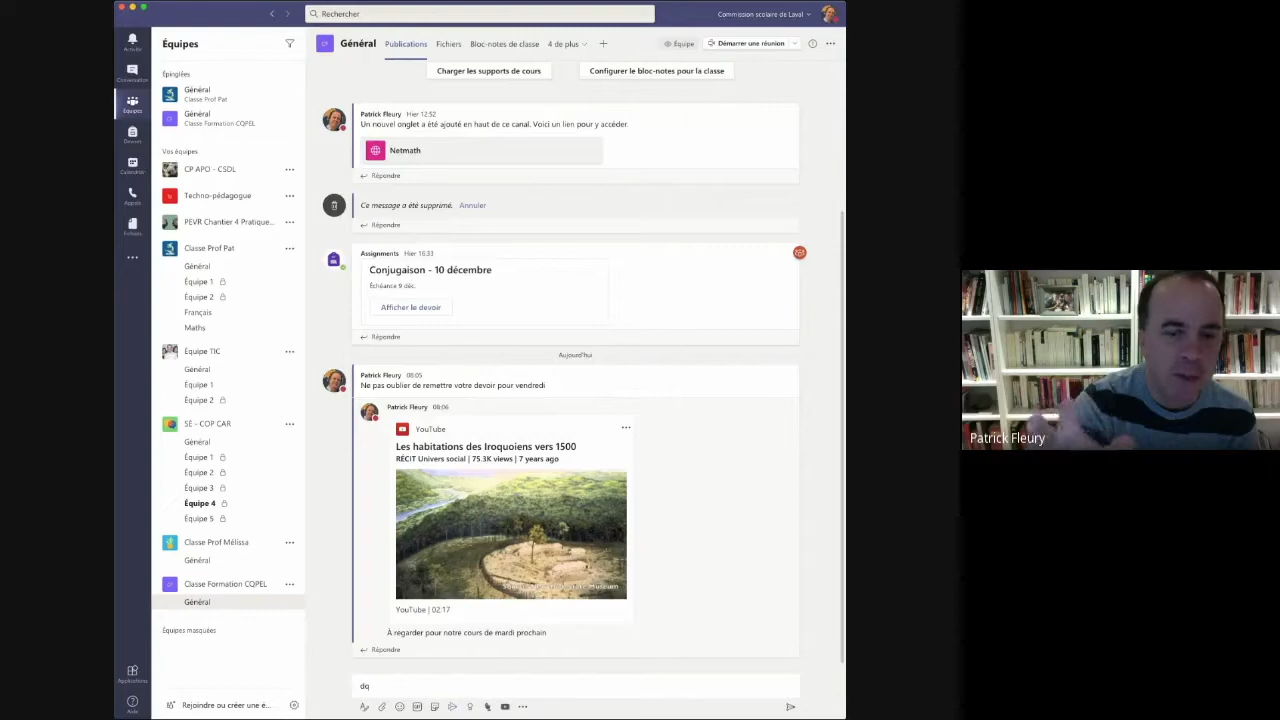 Rechercher
Commission scolaire de Laval
Activité
Conversation
Équipes
Devoirs
Calendrier
Appels
Fichiers
Applications
Aide
Équipes
Épinglées
Général
Classe Prof Pat
Général
Classe Formation CQPEL
Vos équipes
CP APO - CSDL
Techno-pédagogue
PEVR Chantier 4 Pratique...
Classe Prof Pat
Général
Équipe 1
Équipe 2
Français
Maths
Équipe TIC
Général
Équipe 1
Équipe 2
SÉ - COP CAR
Général
Équipe 1
Équipe 2
Équipe 3
Équipe 4
Équipe 5
Classe Prof Mélissa
Général
Classe Formation CQPEL
Général
Équipes masquées
Rejoindre ou créer une é...
Général Publications Fichiers Bloc-notes de classe 4 de plus
Équipe Démarrer une réunion
Charger les supports de cours
Configurer le bloc-notes pour la classe
Patrick Fleury Hier 12:52
Un nouvel onglet a été ajouté en haut de ce canal. Voici un lien pour y accéder.
Netmath
Répondre
Ce message a été supprimé. Annuler
Répondre
Assignments Hier 16:33
Conjugaison - 10 décembre
Échéance 9 déc.
Afficher le devoir
Répondre
Aujourd'hui
Patrick Fleury 08:05
Ne pas oublier de remettre votre devoir pour vendredi
Patrick Fleury 08:06
YouTube
Les habitations des Iroquoiens vers 1500
RÉCIT Univers social | 75.3K views | 7 years ago
YouTube | 02:17
À regarder pour notre cours de mardi prochain
Répondre
dq
Patrick Fleury